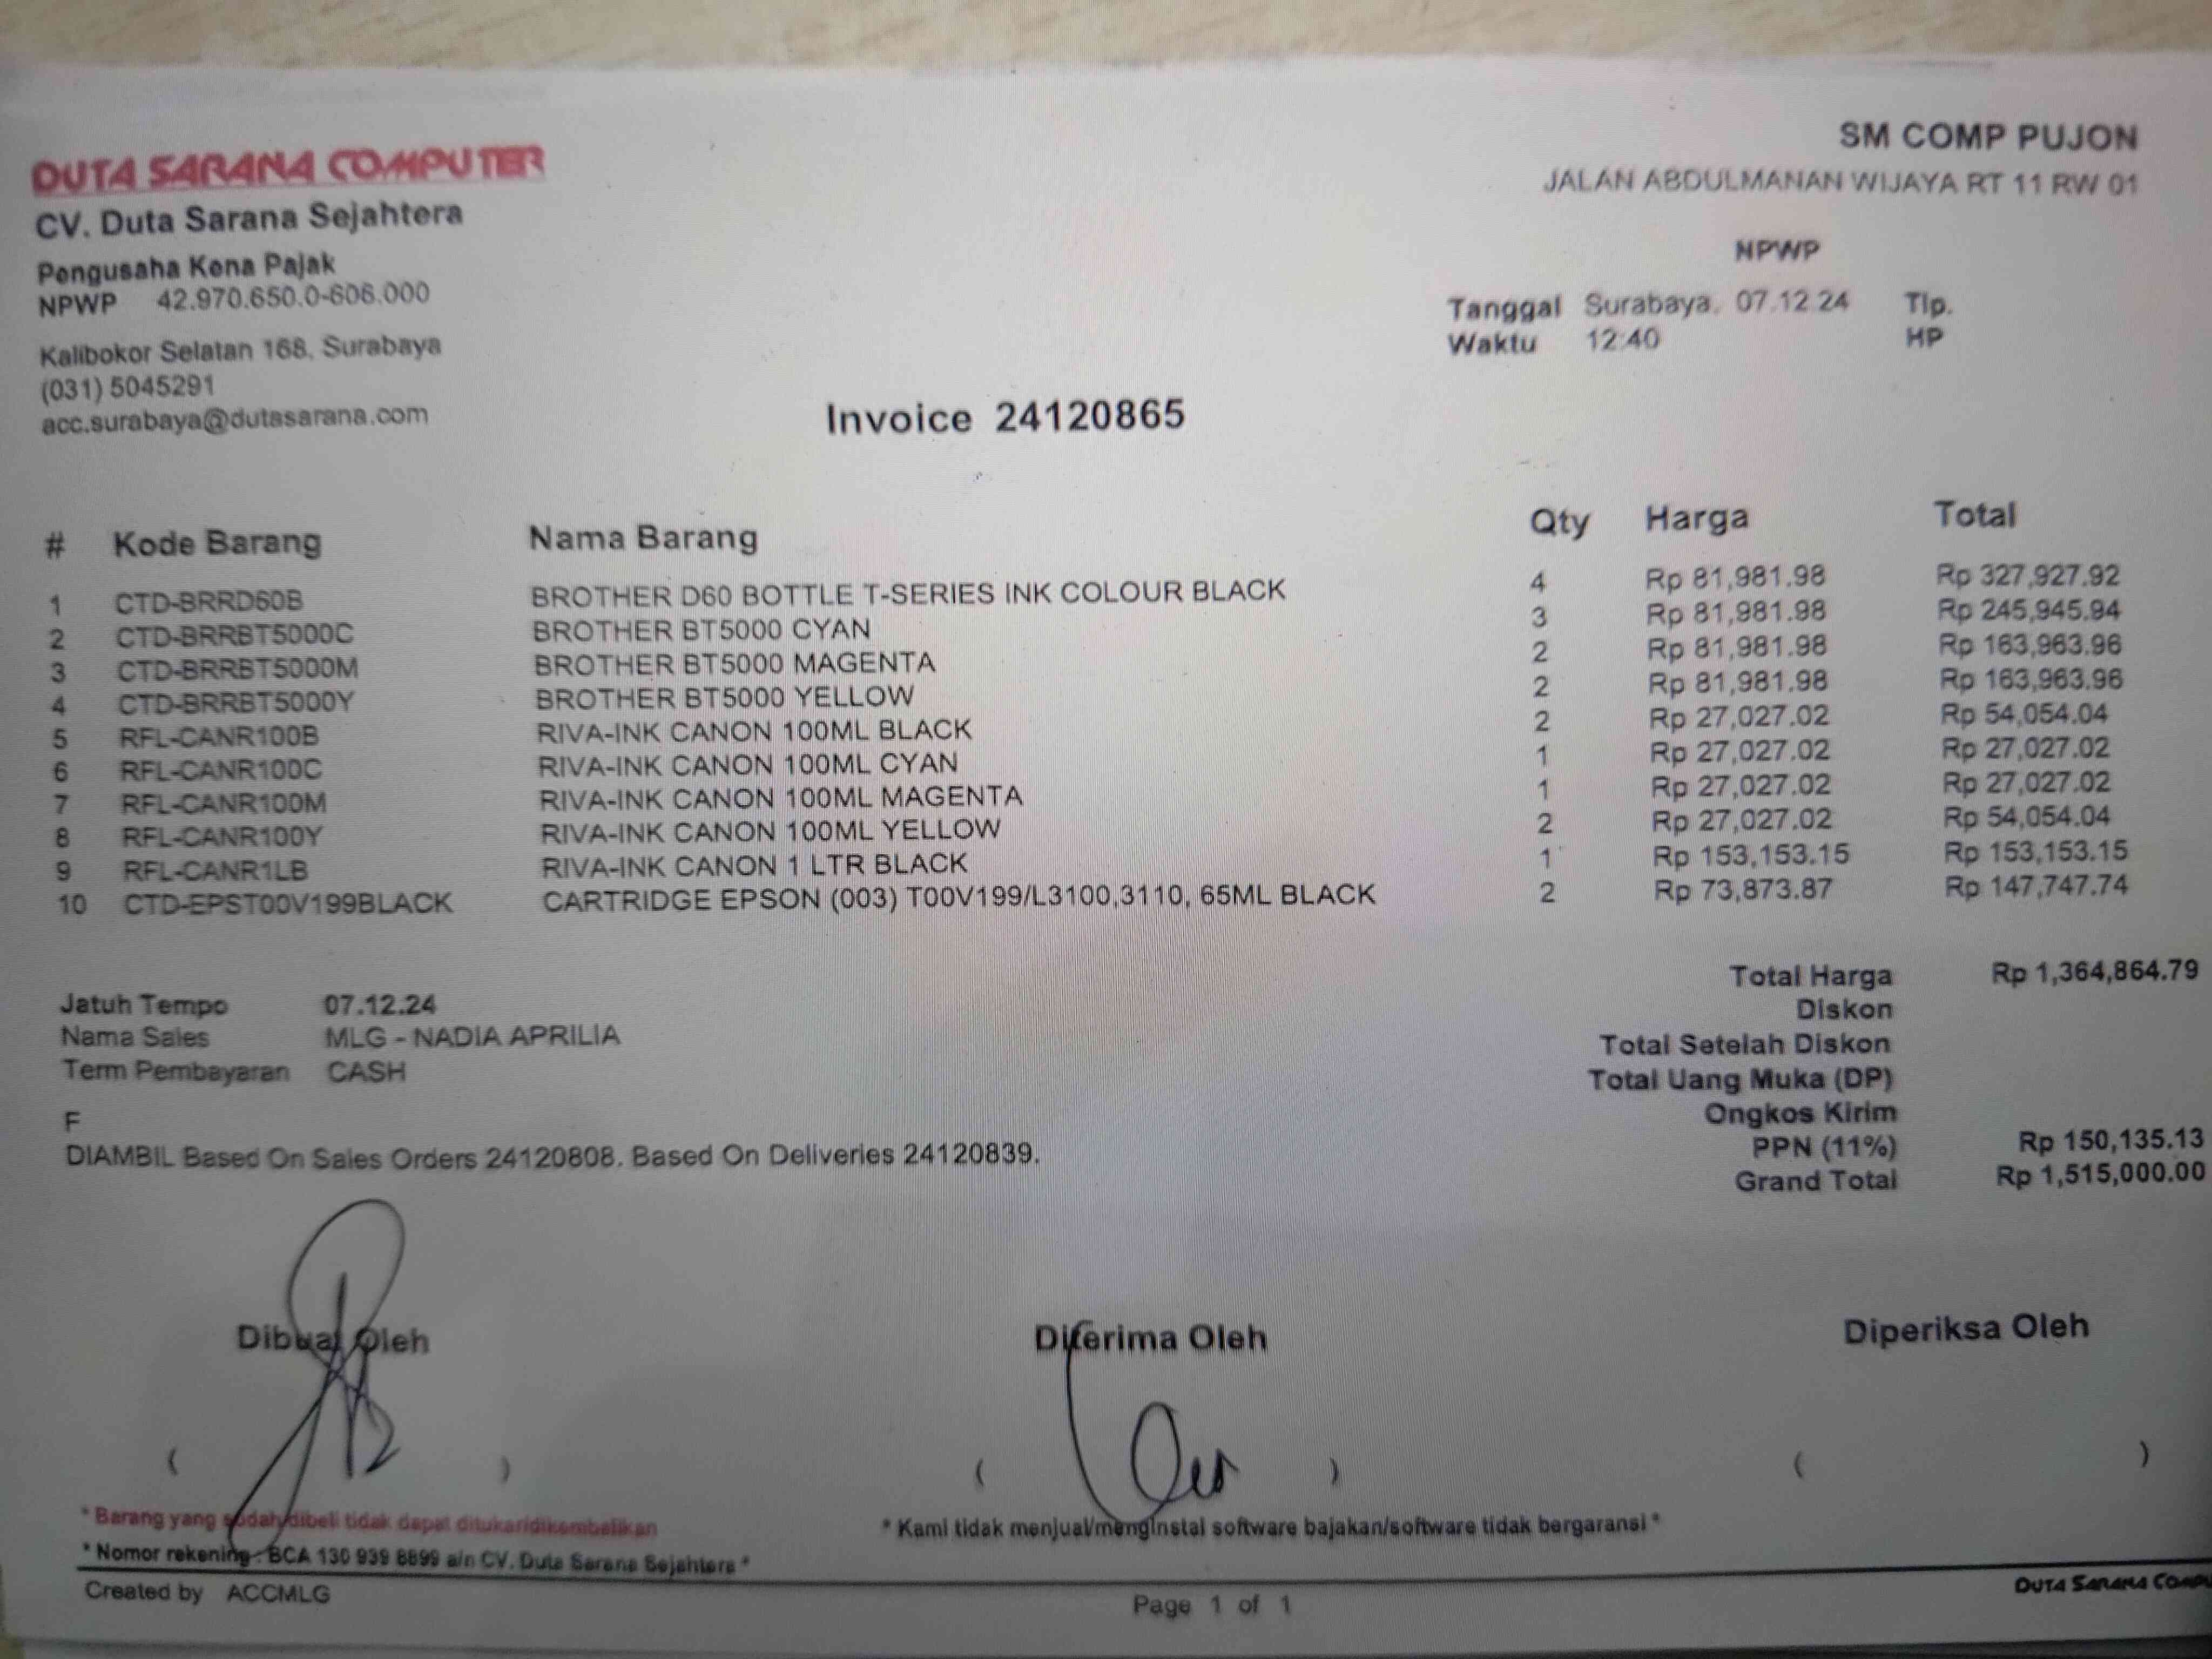 SM COMP PUJON
JALAN ABDULMANAN WIJAYA RT 11 RW 01
DUTA SARANA COMPUTER
CV. Duta Sarana Sejahtera
Pengusaha Kena Pajak
NPWP 42.970.650.0-606.000
Kalibokor Selatan 168, Surabaya
(031) 5045291
acc.surabaya@dutasarana.com
NPWP
Tanggal Surabaya, 07.12.24 Tlp.
Waktu 12:40 HP
Invoice 24120865
# Kode Barang Nama Barang Qty Harga Total
1 CTD-BRRD60B BROTHER D60 BOTTLE T-SERIES INK COLOUR BLACK 4 Rp 81,981.98 Rp 327,927.92
2 CTD-BRRBT5000C BROTHER BT5000 CYAN 3 Rp 81,981.98 Rp 245,945.94
3 CTD-BRRBT5000M BROTHER BT5000 MAGENTA 2 Rp 81,981.98 Rp 163,963.96
4 CTD-BRRBT5000Y BROTHER BT5000 YELLOW 2 Rp 81,981.98 Rp 163,963.96
5 RFL-CANR100B RIVA-INK CANON 100ML BLACK 2 Rp 27,027.02 Rp 54,054.04
6 RFL-CANR100C RIVA-INK CANON 100ML CYAN 1 Rp 27,027.02 Rp 27,027.02
7 RFL-CANR100M RIVA-INK CANON 100ML MAGENTA 1 Rp 27,027.02 Rp 27,027.02
8 RFL-CANR100Y RIVA-INK CANON 100ML YELLOW 2 Rp 27,027.02 Rp 54,054.04
9 RFL-CANR1LB RIVA-INK CANON 1 LTR BLACK 1 Rp 153,153.15 Rp 153,153.15
10 CTD-EPST00V199BLACK CARTRIDGE EPSON (003) T00V199/L3100,3110, 65ML BLACK 2 Rp 73,873.87 Rp 147,747.74
Total Harga Rp 1,364,864.79
Diskon
Total Setelah Diskon
Total Uang Muka (DP)
Ongkos Kirim
PPN (11%) Rp 150,135.13
Grand Total Rp 1,515,000.00
Jatuh Tempo 07.12.24
Nama Sales MLG - NADIA APRILIA
Term Pembayaran CASH
F
DIAMBIL Based On Sales Orders 24120808. Based On Deliveries 24120839.
Dibuat Oleh Diterima Oleh Diperiksa Oleh
( ) ( ) ( )
* Barang yang sudah dibeli tidak dapat ditukar/dikembalikan
* Kami tidak menjual/menginstal software bajakan/software tidak bergaransi *
* Nomor rekening : BCA 130 939 8899 a/n CV. Duta Sarana Sejahtera *
Created by ACCMLG Page 1 of 1 DUTA SARANA COMPU